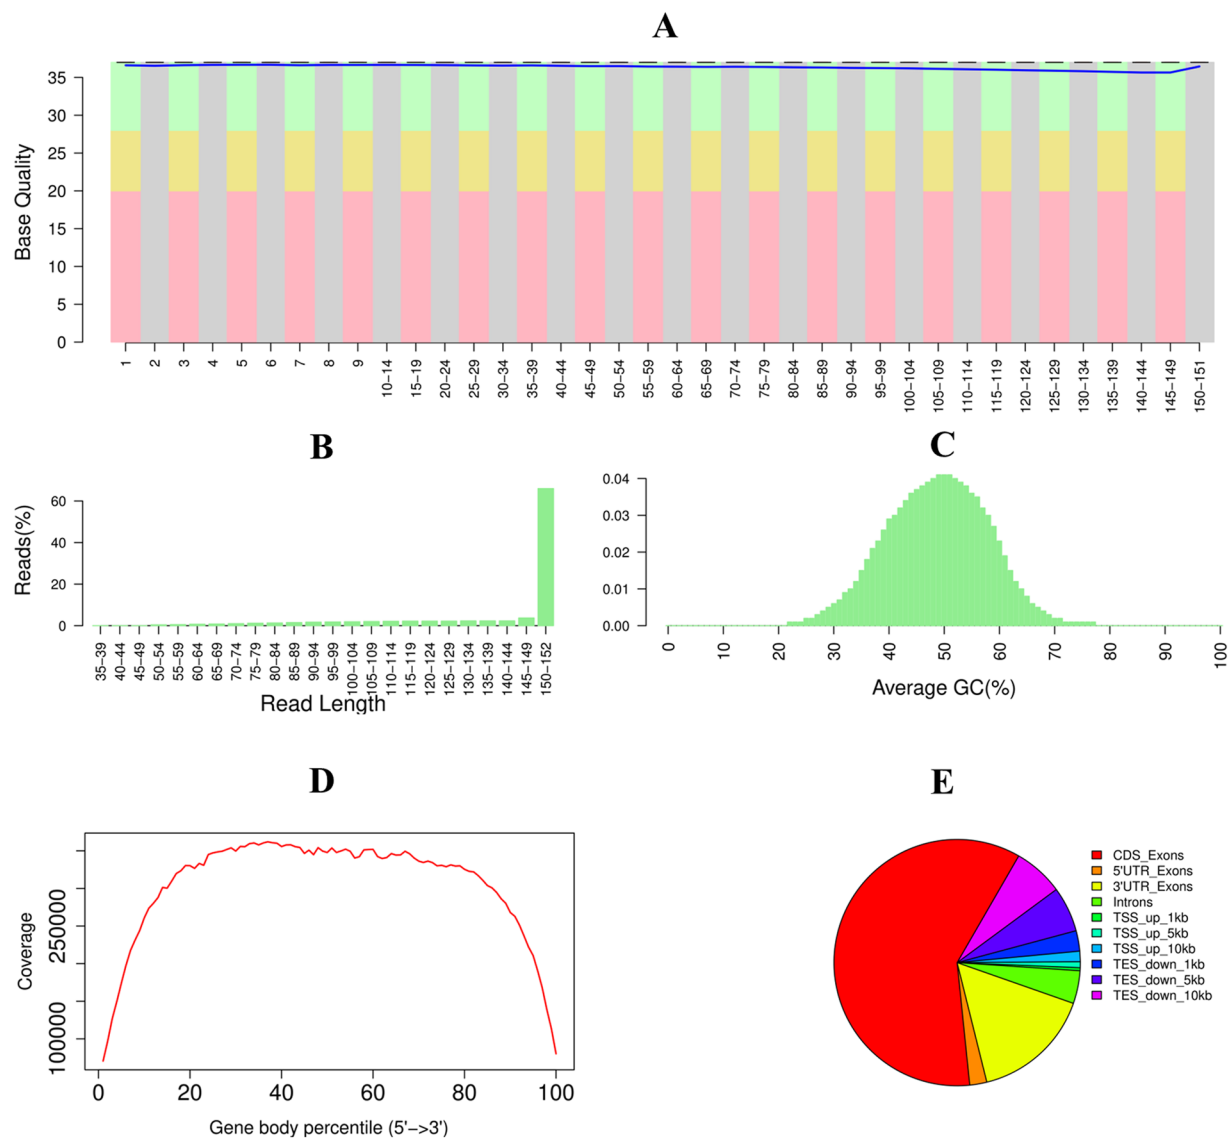 A
Base Quality
35
30
25
20
15
10
5
0
1 2 3 4 5 6 7 8 9 10–14 15–19 20–24 25–29 30–34 35–39 40–44 45–49 50–54 55–59 60–64 65–69 70–74 75–79 80–84 85–89 90–94 95–99 100–104 105–109 110–114 115–119 120–124 125–129 130–134 135–139 140–144 145–149 150–151
B
Reads(%)
60
40
20
0
35–39 40–44 45–49 50–54 55–59 60–64 65–69 70–74 75–79 80–84 85–89 90–94 95–99 100–104 105–109 110–114 115–119 120–124 125–129 130–134 135–139 140–144 145–149 150–152
Read Length
C
0.04
0.03
0.02
0.01
0.00
0 10 20 30 40 50 60 70 80 90 100
Average GC(%)
D
Coverage
2500000
100000
0 20 40 60 80 100
Gene body percentile (5'–>3')
E
CDS_Exons
5'UTR_Exons
3'UTR_Exons
Introns
TSS_up_1kb
TSS_up_5kb
TSS_up_10kb
TES_down_1kb
TES_down_5kb
TES_down_10kb